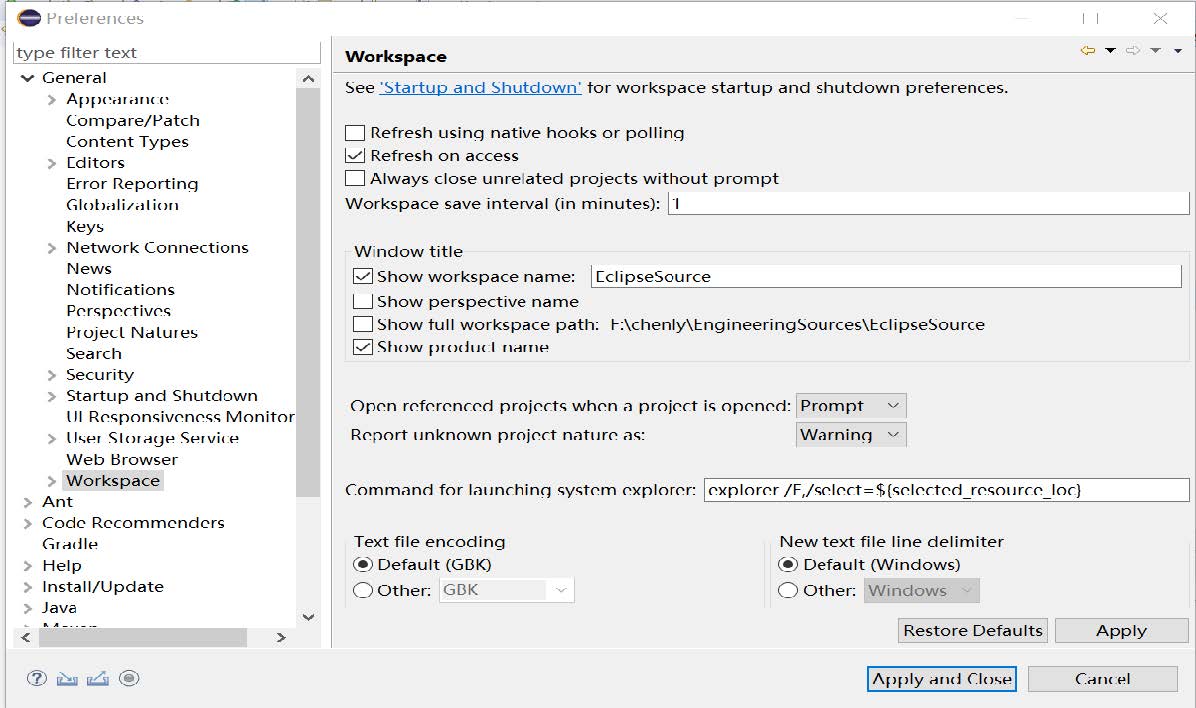 Preferences
type filter text
General
Appearance
Compare/Patch
Content Types
Editors
Error Reporting
Globalization
Keys
Network Connections
News
Notifications
Perspectives
Project Natures
Search
Security
Startup and Shutdown
UI Responsiveness Monitor
User Storage Service
Web Browser
Workspace
Ant
Code Recommenders
Gradle
Help
Install/Update
Java
Workspace
See 'Startup and Shutdown' for workspace startup and shutdown preferences.
Refresh using native hooks or polling
Refresh on access
Always close unrelated projects without prompt
Workspace save interval (in minutes): 1
Window title
Show workspace name: EclipseSource
Show perspective name
Show full workspace path: F:\chenly\EngineeringSources\EclipseSource
Show product name
Open referenced projects when a project is opened: Prompt
Report unknown project nature as: Warning
Command for launching system explorer: explorer /E,/select=${selected_resource_loc}
Text file encoding
Default (GBK)
Other: GBK
New text file line delimiter
Default (Windows)
Other: Windows
Restore Defaults
Apply
Apply and Close
Cancel